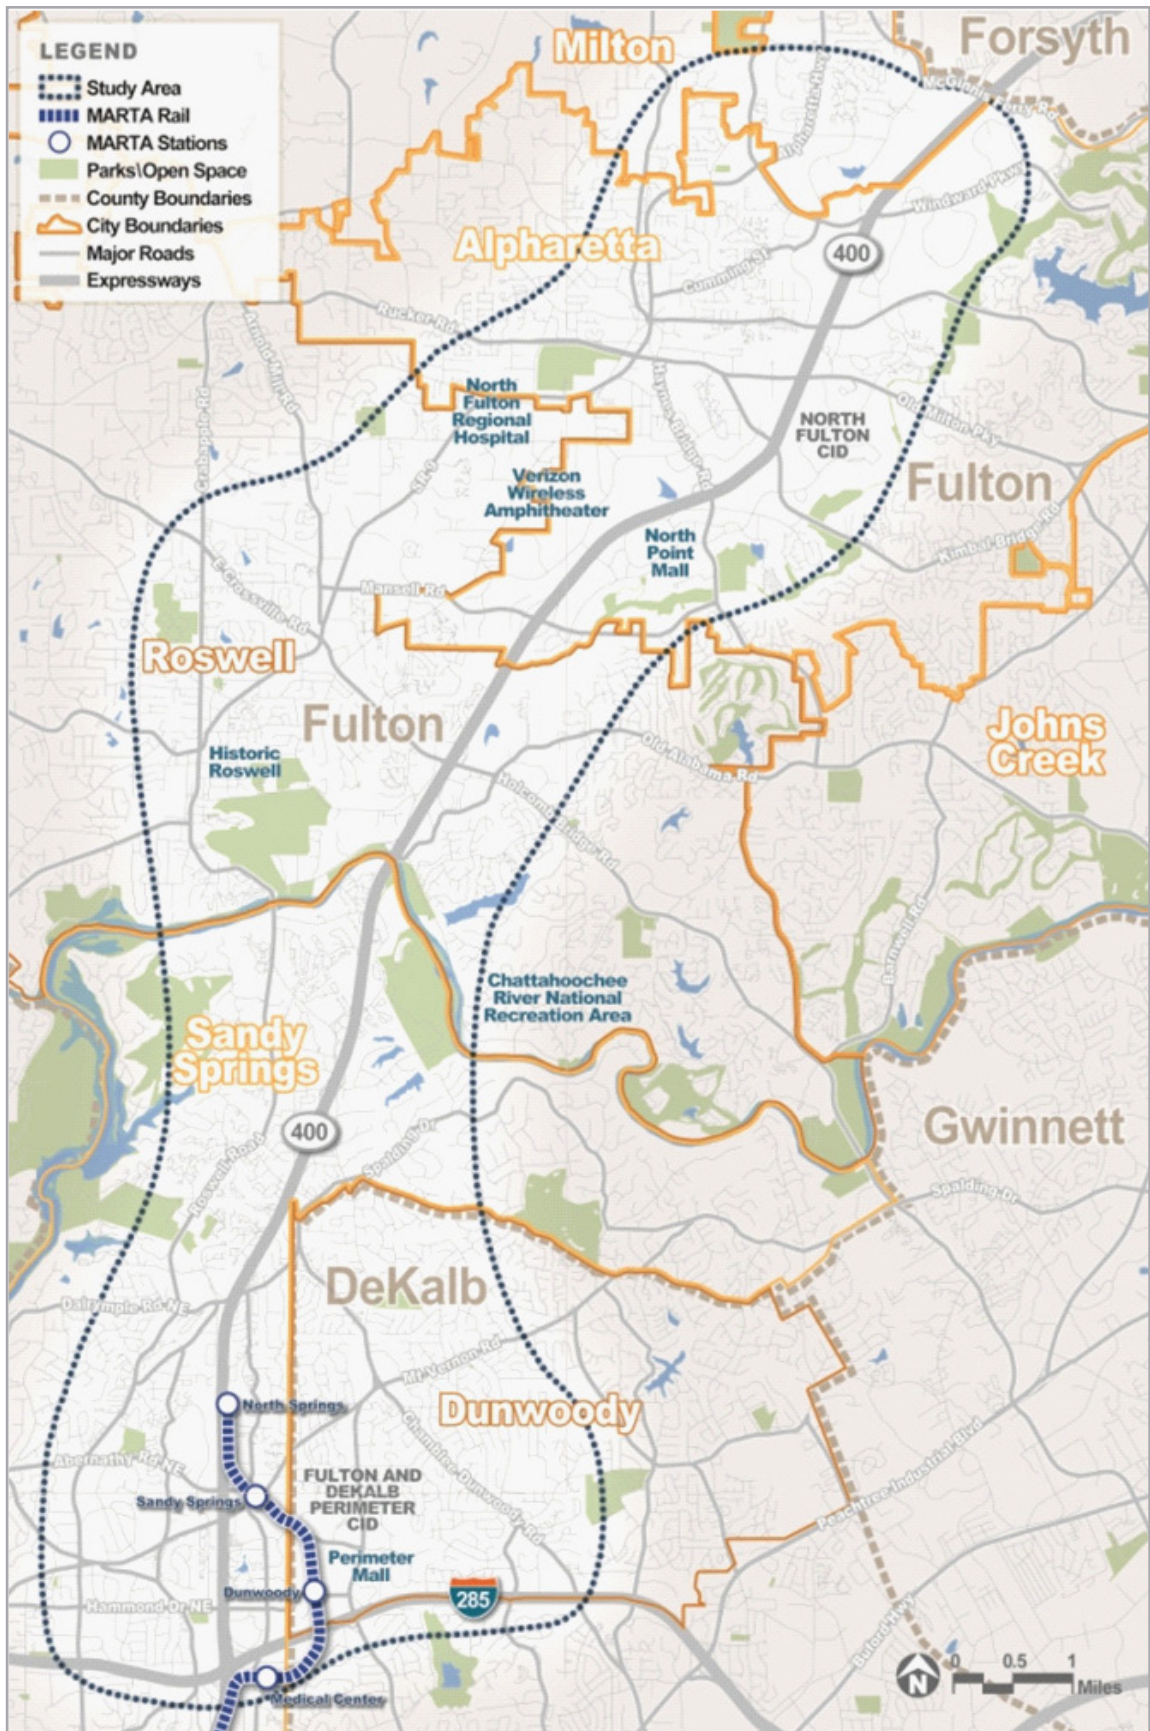 LEGEND
Study Area
MARTA Rail
MARTA Stations
Parks\Open Space
County Boundaries
City Boundaries
Major Roads
Expressways
Milton
Forsyth
McGinnis Ferry Rd
Alpharetta Hwy
Windward Pkwy
Alpharetta
400
Cumming St
Rucker Rd
Arnold Mill Rd
Crabapple Rd
North
Fulton
Regional
Hospital
Haynes Bridge Rd
Old Milton Pky
NORTH
FULTON
CID
SR-9
Verizon
Wireless
Amphitheater
Fulton
North
Point
Mall
Kimbal Bridge Rd
E Crossville Rd
Mansell Rd
Roswell
Fulton
Historic
Roswell
Old Alabama Rd
Johns
Creek
Holcomb Bridge Rd
Barnwell Rd
Chattahoochee
River National
Recreation Area
Sandy
Springs
400
Gwinnett
Roswell Road
Spalding Dr
Spalding Dr
DeKalb
Dalrymple Rd NE
Mt Vernon Rd
North Springs
Dunwoody
Chamblee-Dunwoody Rd
Abernathy Rd NE
FULTON AND
DEKALB
PERIMETER
CID
Sandy Springs
Peachtree Industrial Blvd
Perimeter
Mall
Dunwoody
285
Hammond Dr NE
Buford Hwy
Medical Center
N
0 0.5 1
Miles